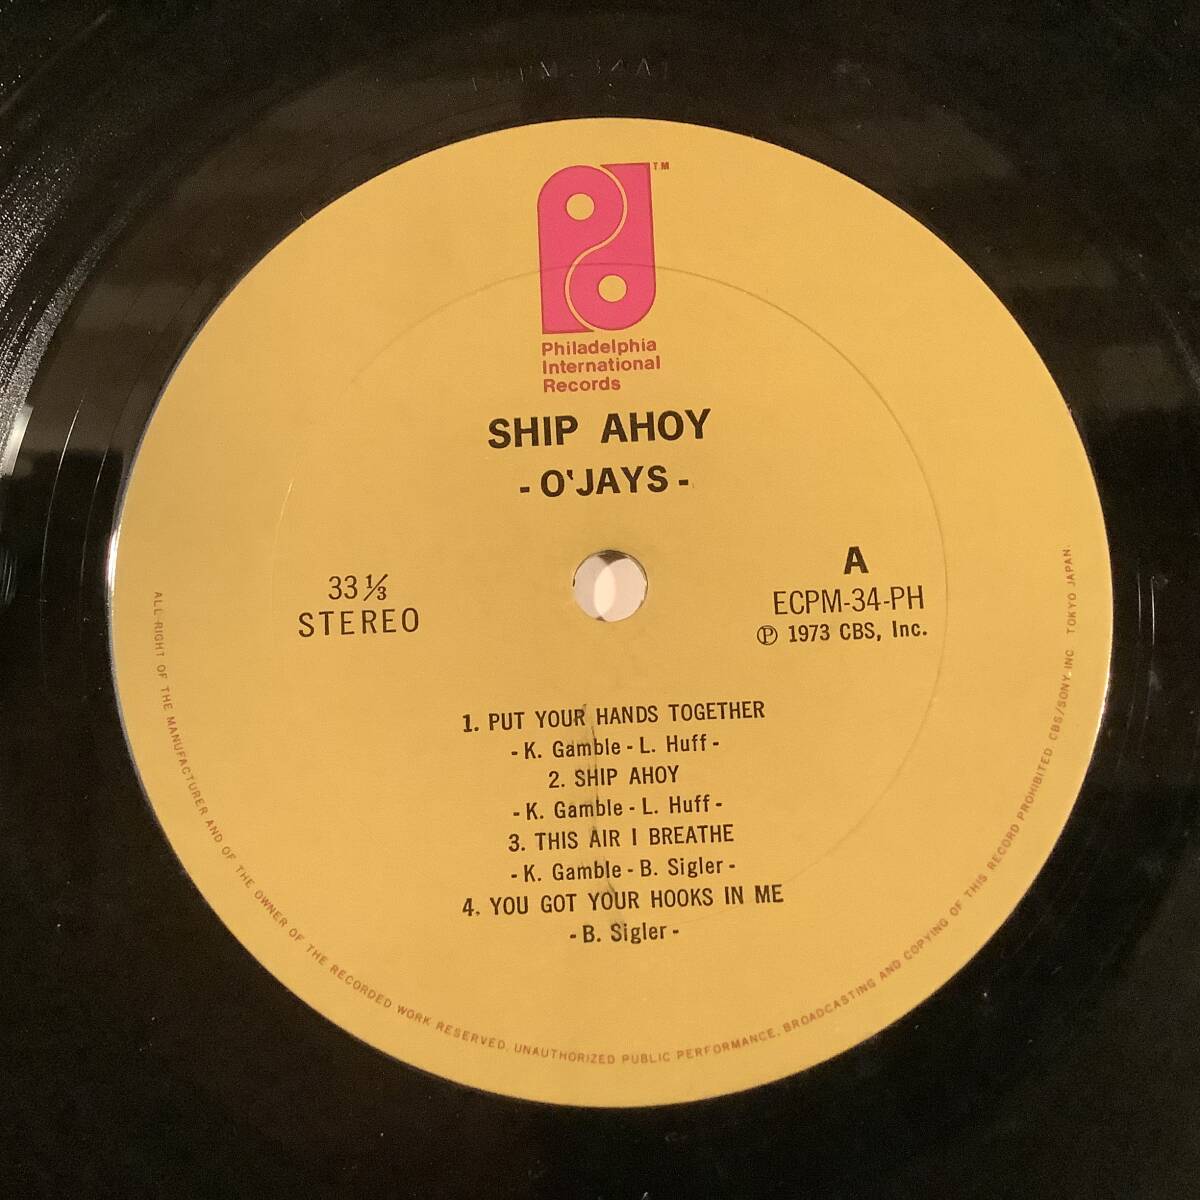 TM
Philadelphia
International
Records
SHIP AHOY
- O'JAYS -
33 1/3
STEREO
A
ECPM-34-PH
Ⓟ 1973 CBS, Inc.
1. PUT YOUR HANDS TOGETHER
- K. Gamble - L. Huff -
2. SHIP AHOY
- K. Gamble - L. Huff -
3. THIS AIR I BREATHE
- K. Gamble - B. Sigler -
4. YOU GOT YOUR HOOKS IN ME
- B. Sigler -
ALL RIGHT OF THE MANUFACTURER AND OF THE OWNER OF THE RECORDED WORK RESERVED. UNAUTHORIZED PUBLIC PERFORMANCE. BROADCASTING AND COPYING OF THIS RECORD PROHIBITED CBS/SONY INC TOKYO JAPAN.